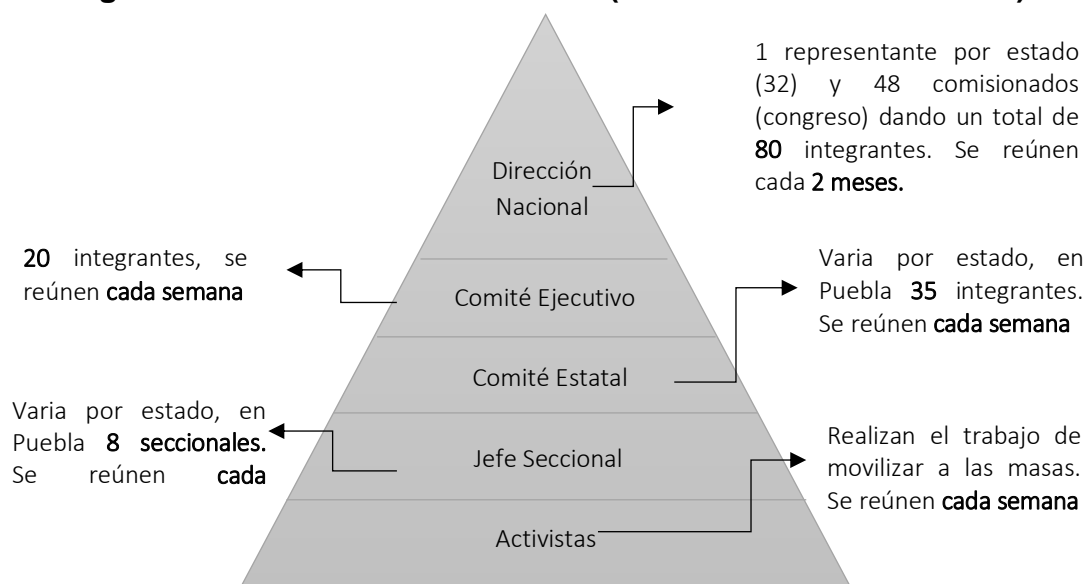 1 representante por estado
(32) y 48 comisionados
(congreso) dando un total de
80 integrantes. Se reúnen
cada 2 meses.
Dirección
Nacional
20 integrantes, se
reúnen cada semana
Comité Ejecutivo
Varia por estado, en
Puebla 35 integrantes.
Se reúnen cada semana
Comité Estatal
Varia por estado, en
Puebla 8 seccionales.
Se reúnen cada
Jefe Seccional
Realizan el trabajo de
movilizar a las masas.
Se reúnen cada semana
Activistas